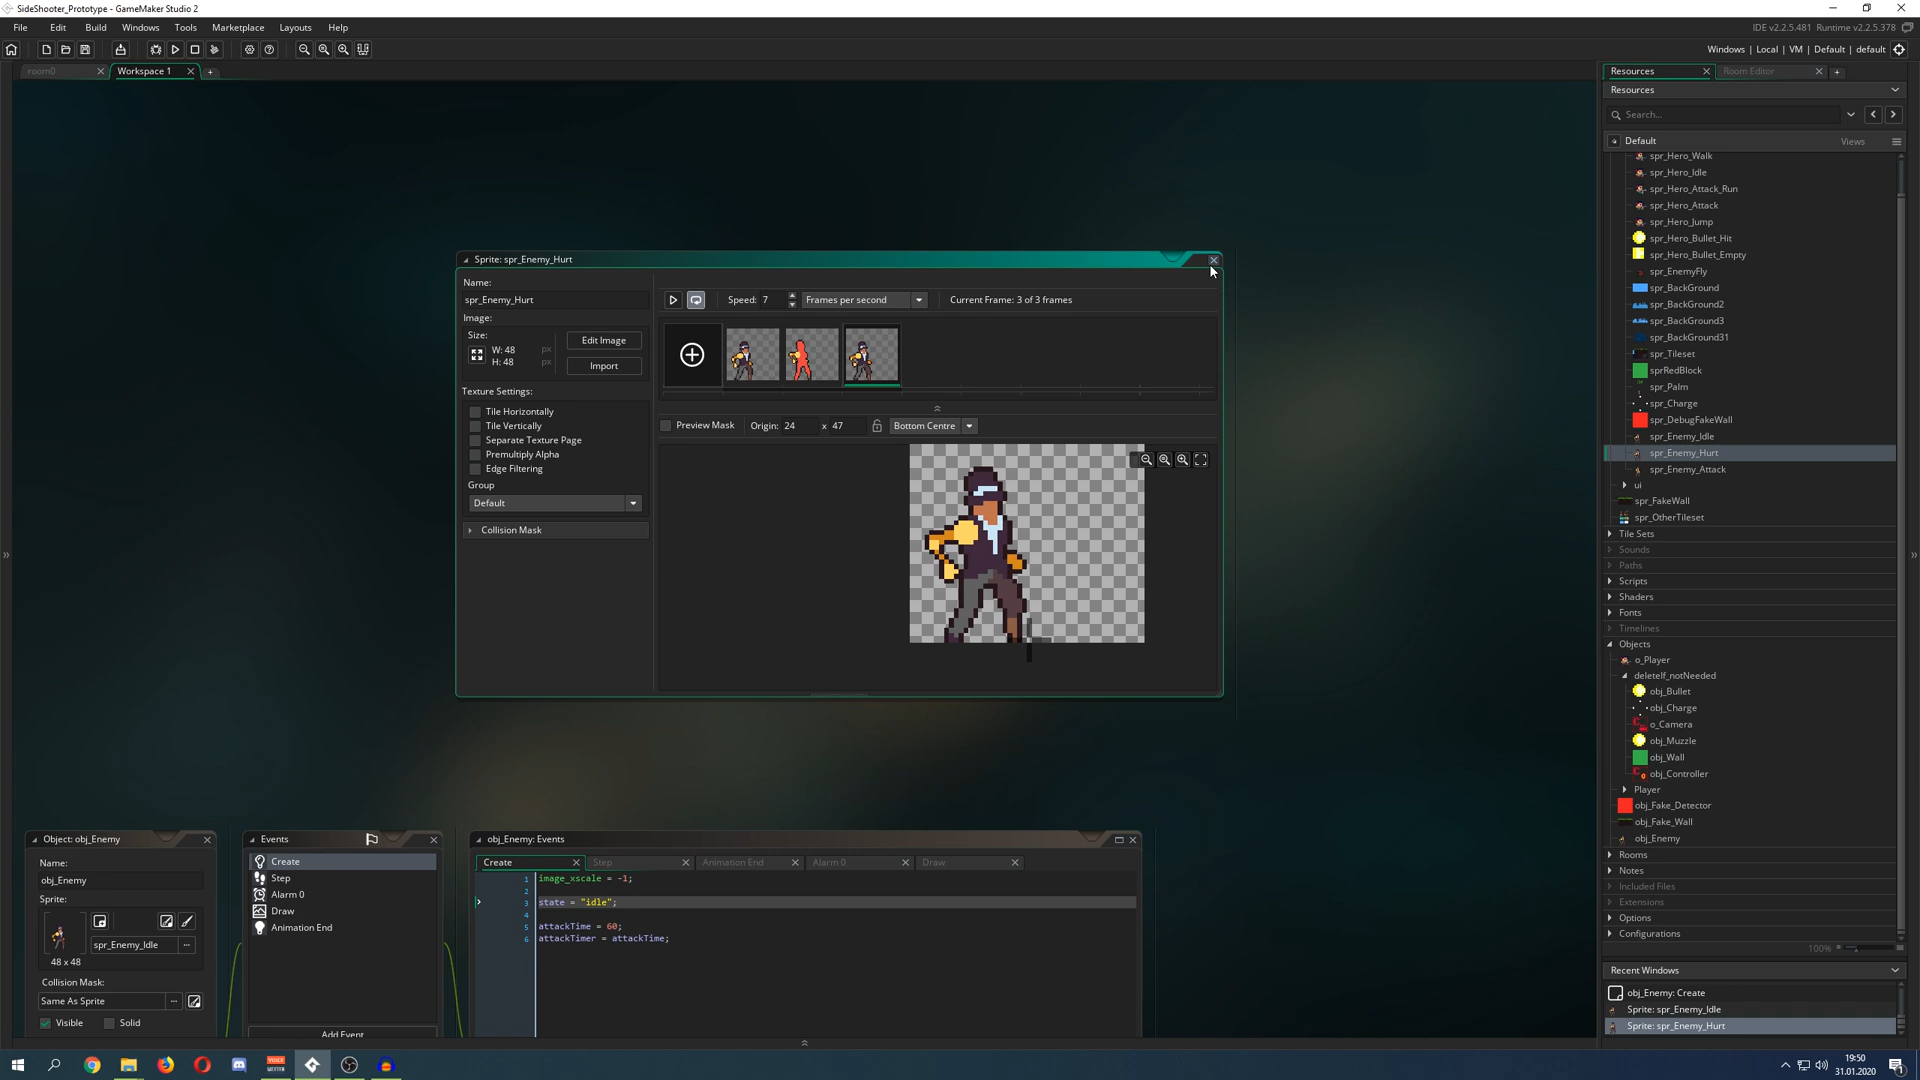 SideShooter_Prototype - GameMaker Studio 2
File Edit Build Windows Tools Marketplace Layouts Help
IDE v2.2.5.481 Runtime v2.2.5.378
Windows | Local | VM | Default | default
room0
Workspace 1
Resources
Room Editor
Resources
Search...
Default
Views
spr_Hero_Walk
spr_Hero_Idle
spr_Hero_Attack_Run
spr_Hero_Attack
spr_Hero_Jump
spr_Hero_Bullet_Hit
spr_Hero_Bullet_Empty
spr_EnemyFly
spr_BackGround
spr_BackGround2
spr_BackGround3
spr_BackGround31
spr_Tileset
sprRedBlock
spr_Palm
spr_Charge
spr_DebugFakeWall
spr_Enemy_Idle
spr_Enemy_Hurt
spr_Enemy_Attack
ui
spr_FakeWall
spr_OtherTileset
Tile Sets
Sounds
Paths
Scripts
Shaders
Fonts
Timelines
Objects
o_Player
deleteIf_notNeeded
obj_Bullet
obj_Charge
o_Camera
obj_Muzzle
obj_Wall
obj_Controller
Player
obj_Fake_Detector
obj_Fake_Wall
obj_Enemy
Rooms
Notes
Included Files
Extensions
Options
Configurations
100%
Recent Windows
obj_Enemy: Create
Sprite: spr_Enemy_Idle
Sprite: spr_Enemy_Hurt
Sprite: spr_Enemy_Hurt
Name:
spr_Enemy_Hurt
Image:
Size:
W: 48 px
H: 48 px
Edit Image
Import
Texture Settings:
Tile Horizontally
Tile Vertically
Separate Texture Page
Premultiply Alpha
Edge Filtering
Group
Default
Collision Mask
Speed: 7 Frames per second
Current Frame: 3 of 3 frames
Preview Mask
Origin: 24 x 47
Bottom Centre
Object: obj_Enemy
Name:
obj_Enemy
Sprite:
spr_Enemy_Idle
...
48 x 48
Collision Mask:
Same As Sprite
...
Visible
Solid
Events
Create
Step
Alarm 0
Draw
Animation End
Add Event
obj_Enemy: Events
Create
Step
Animation End
Alarm 0
Draw
1 image_xscale = -1;
2
3 state = "idle";
4
5 attackTime = 60;
6 attackTimer = attackTime;
19:50
31.01.2020